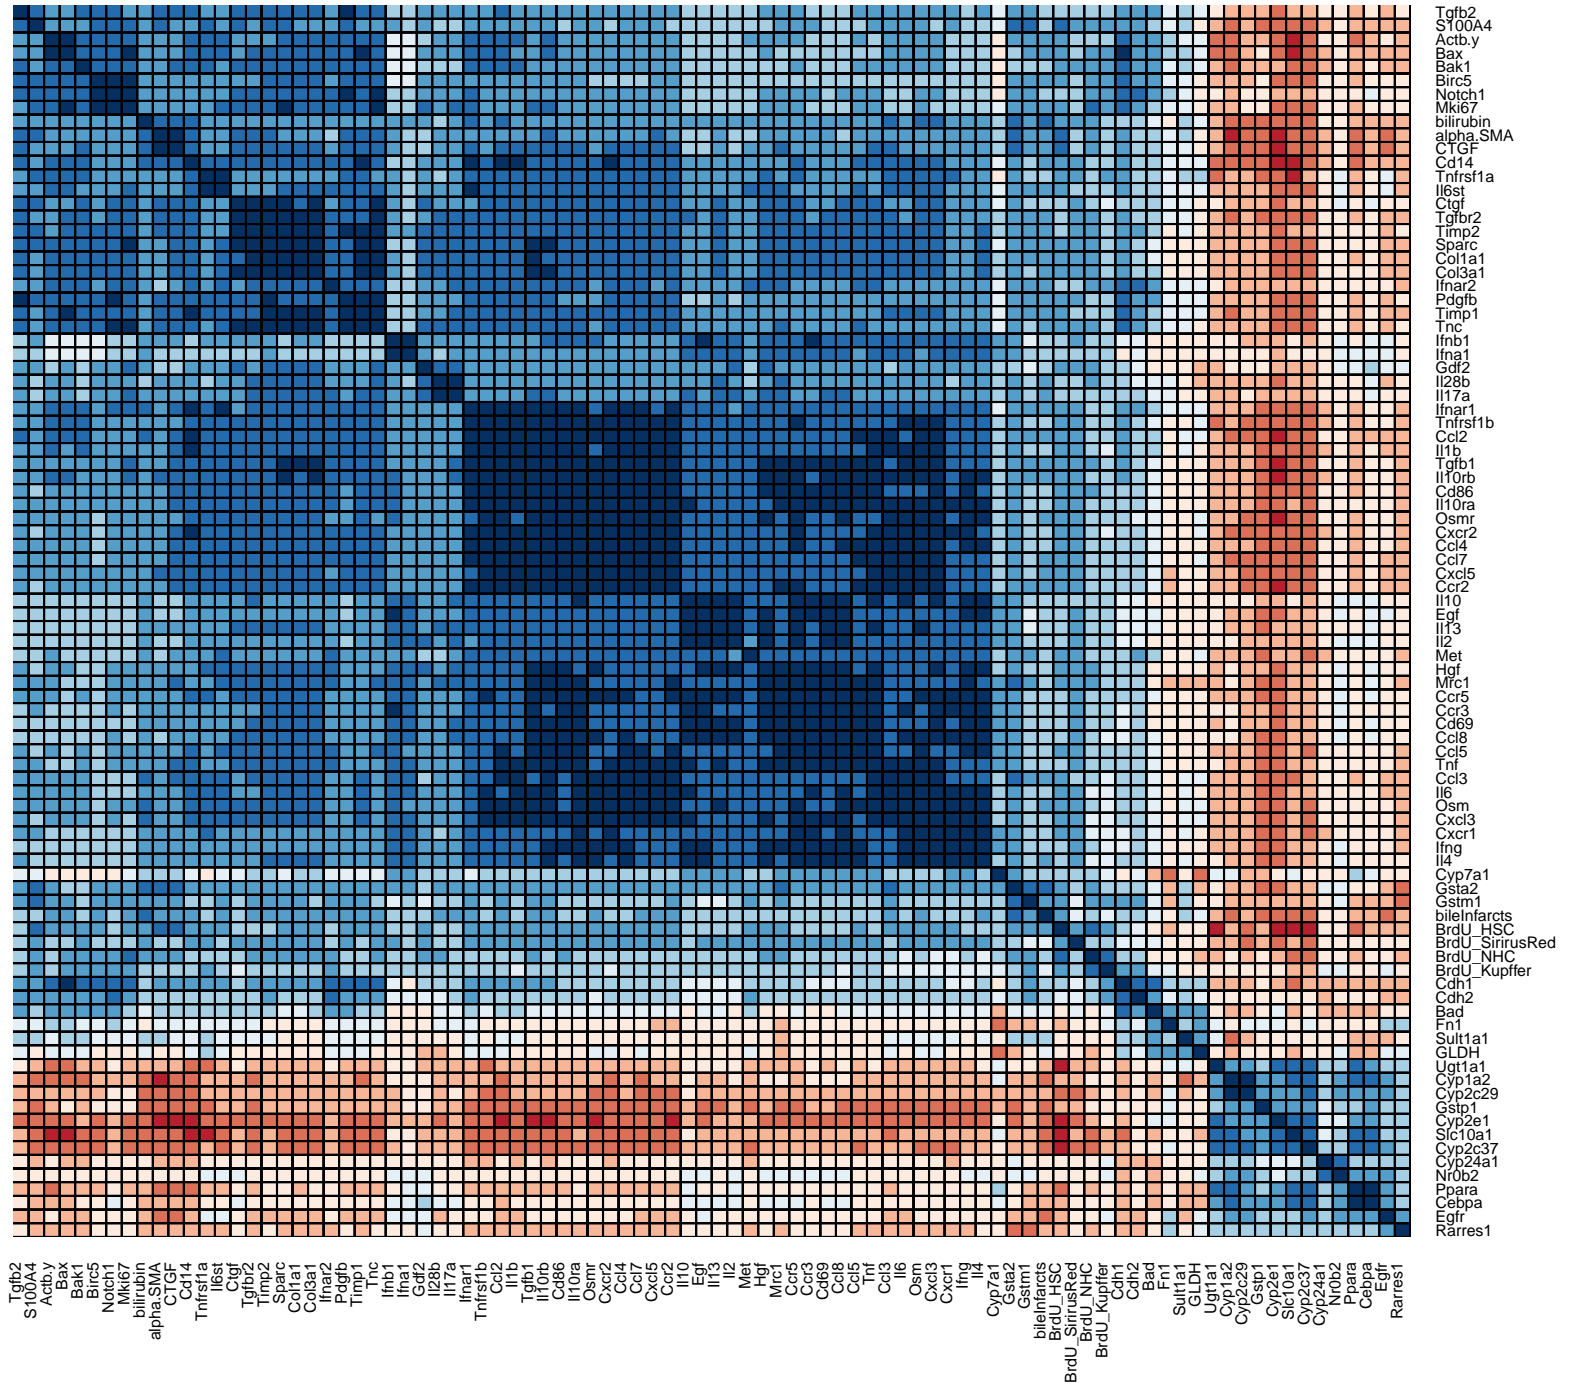 Tgfb2
S100A4
Actb.y
Bax
Bak1
Birc5
Notch1
Mki67
bilirubin
alpha.SMA
CTGF
Cd14
Tnfrsf1a
Il6st
Ctgf
Tgfbr2
Timp2
Sparc
Col1a1
Col3a1
Ifnar2
Pdgfb
Timp1
Tnc
Ifnb1
Ifna1
Gdf2
Il28b
Il17a
Ifnar1
Tnfrsf1b
Ccl2
Il1b
Tgfb1
Il10rb
Cd86
Il10ra
Osmr
Cxcr2
Ccl4
Ccl7
Cxcl5
Ccr2
Il10
Egf
Il13
Il2
Met
Hgf
Mrc1
Ccr5
Ccr3
Cd69
Ccl8
Ccl5
Tnf
Ccl3
Il6
Osm
Cxcl3
Cxcr1
Ifng
Il4
Cyp7a1
Gsta2
Gstm1
bileInfarcts
BrdU_HSC
BrdU_SirirusRed
BrdU_NHC
BrdU_Kupffer
Cdh1
Cdh2
Bad
Fn1
Sult1a1
GLDH
Ugt1a1
Cyp1a2
Cyp2c29
Gstp1
Cyp2e1
Slc10a1
Cyp2c37
Cyp24a1
Nr0b2
Ppara
Cebpa
Egfr
Rarres1
Tgfb2
S100A4
Actb.y
Bax
Bak1
Birc5
Notch1
Mki67
bilirubin
alpha.SMA
CTGF
Cd14
Tnfrsf1a
Il6st
Ctgf
Tgfbr2
Timp2
Sparc
Col1a1
Col3a1
Ifnar2
Pdgfb
Timp1
Tnc
Ifnb1
Ifna1
Gdf2
Il28b
Il17a
Ifnar1
Tnfrsf1b
Ccl2
Il1b
Tgfb1
Il10rb
Cd86
Il10ra
Osmr
Cxcr2
Ccl4
Ccl7
Cxcl5
Ccr2
Il10
Egf
Il13
Il2
Met
Hgf
Mrc1
Ccr5
Ccr3
Cd69
Ccl8
Ccl5
Tnf
Ccl3
Il6
Osm
Cxcl3
Cxcr1
Ifng
Il4
Cyp7a1
Gsta2
Gstm1
bileInfarcts
BrdU_HSC
BrdU_SirirusRed
BrdU_NHC
BrdU_Kupffer
Cdh1
Cdh2
Bad
Fn1
Sult1a1
GLDH
Ugt1a1
Cyp1a2
Cyp2c29
Gstp1
Cyp2e1
Slc10a1
Cyp2c37
Cyp24a1
Nr0b2
Ppara
Cebpa
Egfr
Rarres1